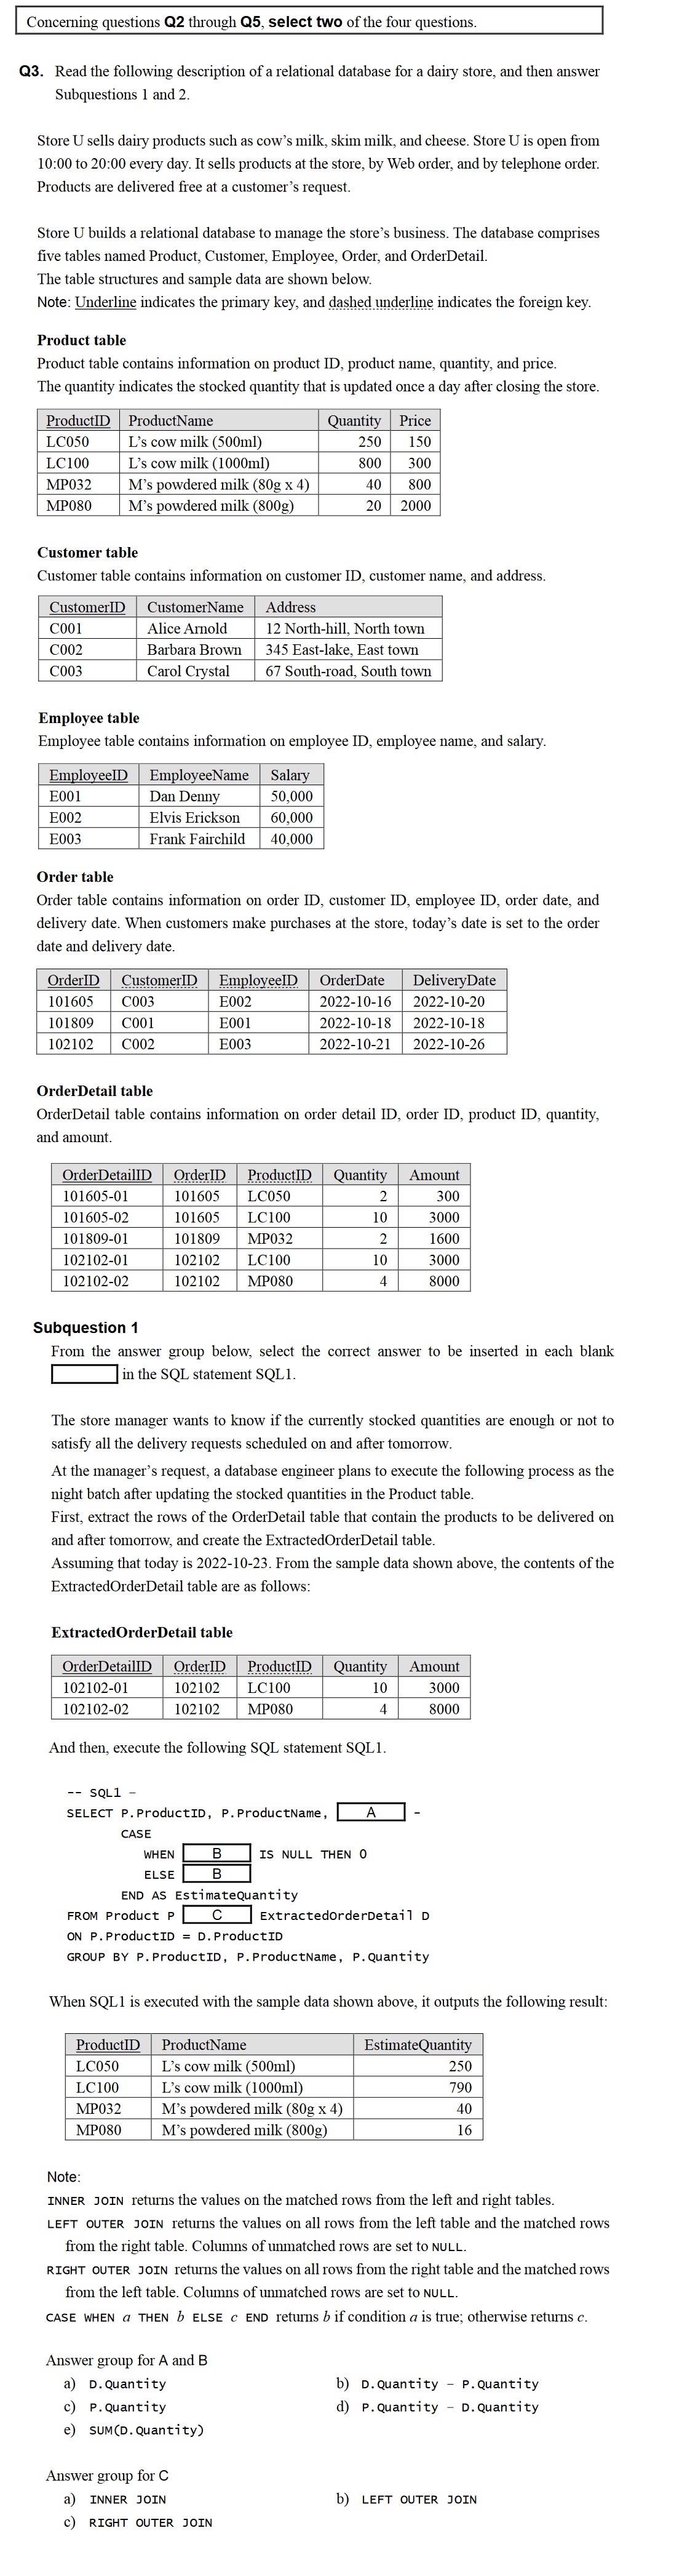 Concerning questions Q2 through Q5, select two of the four questions.
Q3. Read the following description of a relational database for a dairy store, and then answer
Subquestions 1 and 2.
Store U sells dairy products such as cow's milk, skim milk, and cheese. Store U is open from
10:00 to 20:00 every day. It sells products at the store, by Web order, and by telephone order.
Products are delivered free at a customer's request.
Store U builds a relational database to manage the store's business. The database comprises
five tables named Product, Customer, Employee, Order, and OrderDetail.
The table structures and sample data are shown below.
Note: Underline indicates the primary key, and dashed underline indicates the foreign key.
Product table
Product table contains information on product ID, product name, quantity, and price.
The quantity indicates the stocked quantity that is updated once a day after closing the store.
ProductID ProductName Quantity Price
LC050 L's cow milk (500ml) 250 150
LC100 L's cow milk (1000ml) 800 300
MP032 M's powdered milk (80g x 4) 40 800
MP080 M's powdered milk (800g) 20 2000
Customer table
Customer table contains information on customer ID, customer name, and address.
CustomerID CustomerName Address
C001 Alice Arnold 12 North-hill, North town
C002 Barbara Brown 345 East-lake, East town
C003 Carol Crystal 67 South-road, South town
Employee table
Employee table contains information on employee ID, employee name, and salary.
EmployeeID EmployeeName Salary
E001 Dan Denny 50,000
E002 Elvis Erickson 60,000
E003 Frank Fairchild 40,000
Order table
Order table contains information on order ID, customer ID, employee ID, order date, and
delivery date. When customers make purchases at the store, today's date is set to the order
date and delivery date.
OrderID CustomerID EmployeeID OrderDate DeliveryDate
101605 C003 E002 2022-10-16 2022-10-20
101809 C001 E001 2022-10-18 2022-10-18
102102 C002 E003 2022-10-21 2022-10-26
OrderDetail table
OrderDetail table contains information on order detail ID, order ID, product ID, quantity,
and amount.
OrderDetailID OrderID ProductID Quantity Amount
101605-01 101605 LC050 2 300
101605-02 101605 LC100 10 3000
101809-01 101809 MP032 2 1600
102102-01 102102 LC100 10 3000
102102-02 102102 MP080 4 8000
Subquestion 1
From the answer group below, select the correct answer to be inserted in each blank
in the SQL statement SQL1.
The store manager wants to know if the currently stocked quantities are enough or not to
satisfy all the delivery requests scheduled on and after tomorrow.
At the manager's request, a database engineer plans to execute the following process as the
night batch after updating the stocked quantities in the Product table.
First, extract the rows of the OrderDetail table that contain the products to be delivered on
and after tomorrow, and create the ExtractedOrderDetail table.
Assuming that today is 2022-10-23. From the sample data shown above, the contents of the
ExtractedOrderDetail table are as follows:
ExtractedOrderDetail table
OrderDetailID OrderID ProductID Quantity Amount
102102-01 102102 LC100 10 3000
102102-02 102102 MP080 4 8000
And then, execute the following SQL statement SQL1.
-- SQL1 –
SELECT P.ProductID, P.ProductName, A -
CASE
WHEN B IS NULL THEN 0
ELSE B
END AS EstimateQuantity
FROM Product P C ExtractedOrderDetail D
ON P.ProductID = D.ProductID
GROUP BY P.ProductID, P.ProductName, P.Quantity
When SQL1 is executed with the sample data shown above, it outputs the following result:
ProductID ProductName EstimateQuantity
LC050 L's cow milk (500ml) 250
LC100 L's cow milk (1000ml) 790
MP032 M's powdered milk (80g x 4) 40
MP080 M's powdered milk (800g) 16
Note:
INNER JOIN returns the values on the matched rows from the left and right tables.
LEFT OUTER JOIN returns the values on all rows from the left table and the matched rows
from the right table. Columns of unmatched rows are set to NULL.
RIGHT OUTER JOIN returns the values on all rows from the right table and the matched rows
from the left table. Columns of unmatched rows are set to NULL.
CASE WHEN a THEN b ELSE c END returns b if condition a is true; otherwise returns c.
Answer group for A and B
a) D.Quantity b) D.Quantity – P.Quantity
c) P.Quantity d) P.Quantity – D.Quantity
e) SUM(D.Quantity)
Answer group for C
a) INNER JOIN b) LEFT OUTER JOIN
c) RIGHT OUTER JOIN